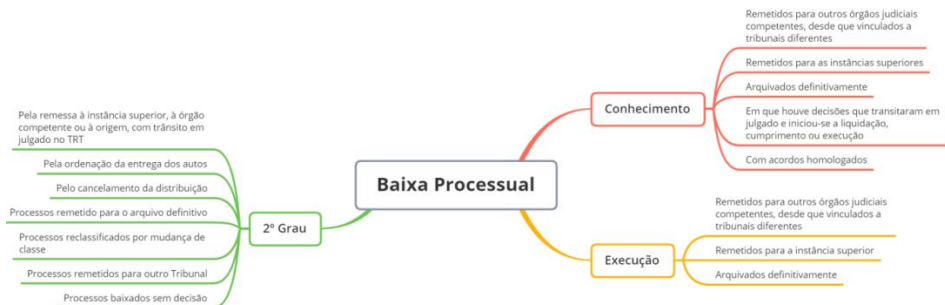 Baixa Processual
Conhecimento
Remetidos para outros órgãos judiciais
competentes, desde que vinculados a
tribunais diferentes
Remetidos para as instâncias superiores
Arquivados definitivamente
Em que houve decisões que transitaram em
julgado e iniciou-se a liquidação,
cumprimento ou execução
Com acordos homologados
Execução
Remetidos para outros órgãos judiciais
competentes, desde que vinculados a
tribunais diferentes
Remetidos para a instância superior
Arquivados definitivamente
2º Grau
Pela remessa à instância superior, à órgão
competente ou à origem, com trânsito em
julgado no TRT
Pela ordenação da entrega dos autos
Pelo cancelamento da distribuição
Processos remetido para o arquivo definitivo
Processos reclassificados por mudança de
classe
Processos remetidos para outro Tribunal
Processos baixados sem decisão